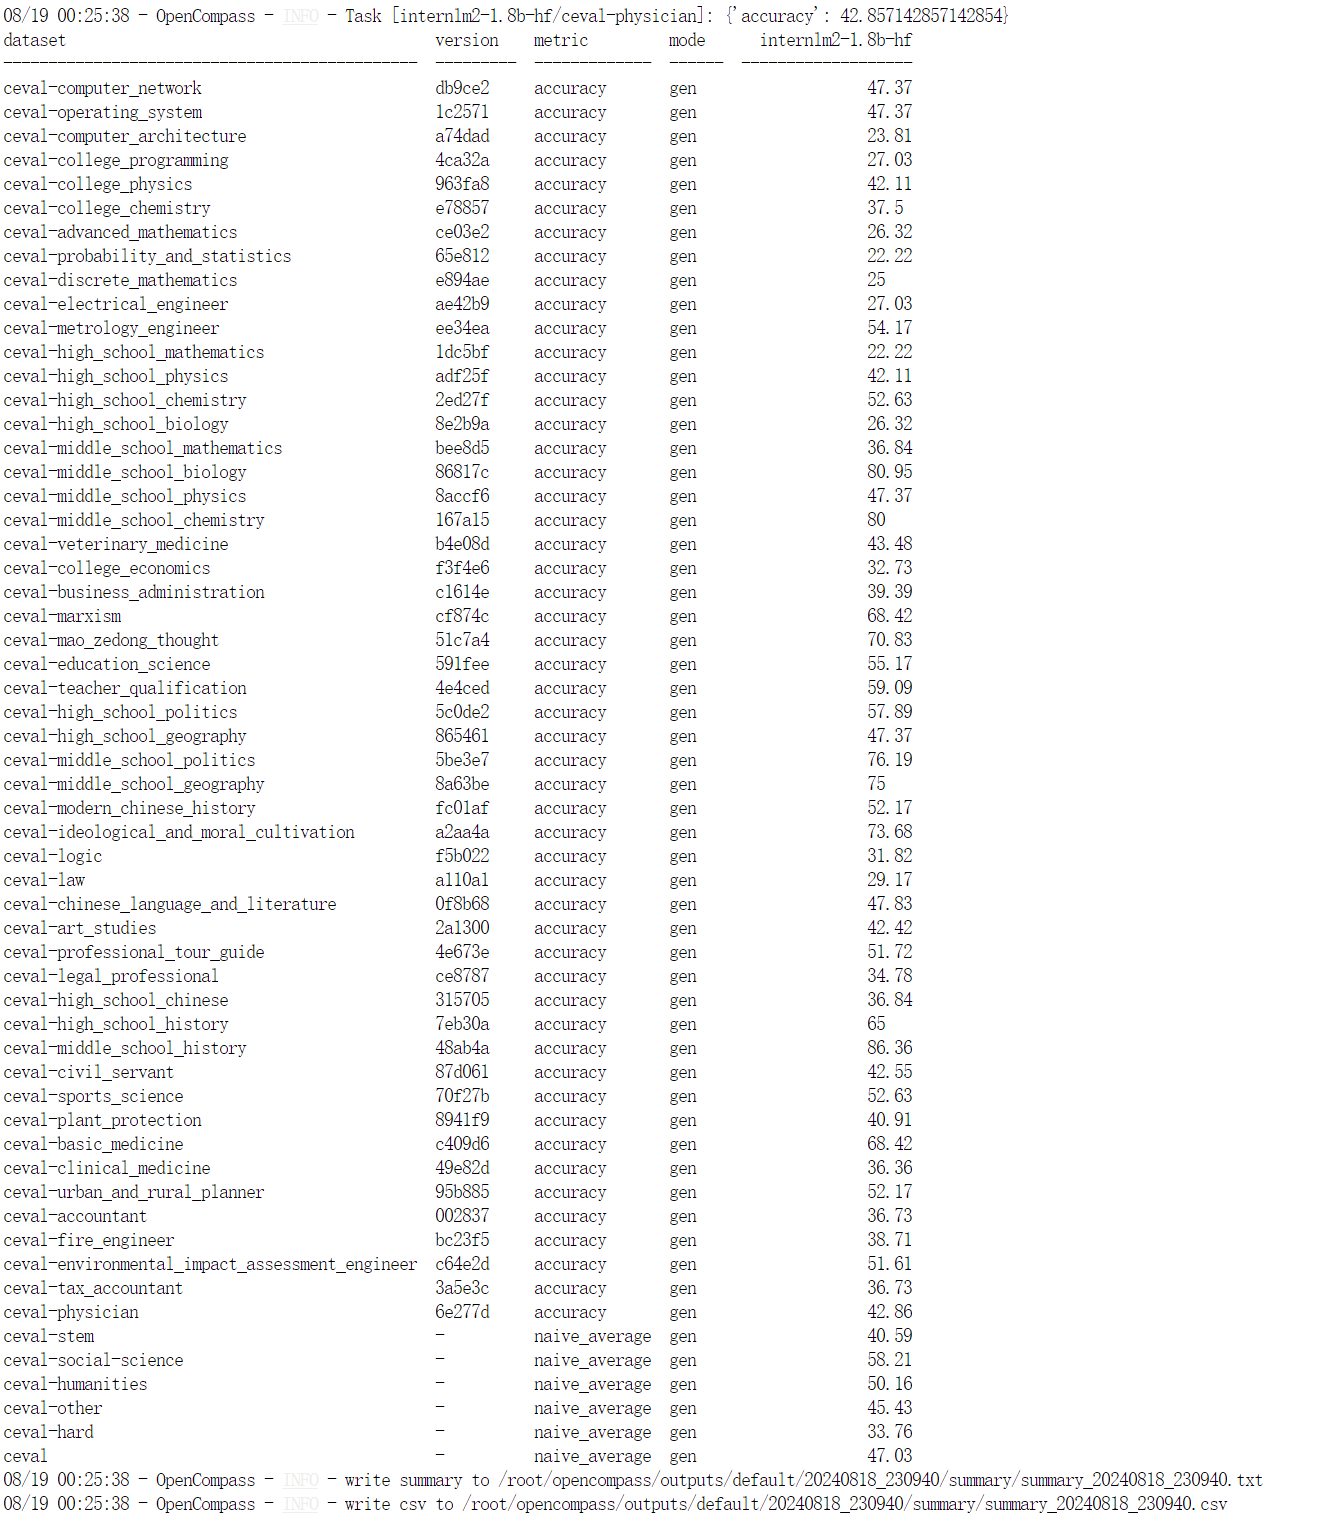 08/19 00:25:38 - OpenCompass - INFO - Task [internlm2-1.8b-hf/ceval-physician]: {'accuracy': 42.857142857142854}
dataset version metric mode internlm2-1.8b-hf
---------------------------------------------- --------- ------------- ------ -------------------
ceval-computer_network db9ce2 accuracy gen 47.37
ceval-operating_system 1c2571 accuracy gen 47.37
ceval-computer_architecture a74dad accuracy gen 23.81
ceval-college_programming 4ca32a accuracy gen 27.03
ceval-college_physics 963fa8 accuracy gen 42.11
ceval-college_chemistry e78857 accuracy gen 37.5
ceval-advanced_mathematics ce03e2 accuracy gen 26.32
ceval-probability_and_statistics 65e812 accuracy gen 22.22
ceval-discrete_mathematics e894ae accuracy gen 25
ceval-electrical_engineer ae42b9 accuracy gen 27.03
ceval-metrology_engineer ee34ea accuracy gen 54.17
ceval-high_school_mathematics 1dc5bf accuracy gen 22.22
ceval-high_school_physics adf25f accuracy gen 42.11
ceval-high_school_chemistry 2ed27f accuracy gen 52.63
ceval-high_school_biology 8e2b9a accuracy gen 26.32
ceval-middle_school_mathematics bee8d5 accuracy gen 36.84
ceval-middle_school_biology 86817c accuracy gen 80.95
ceval-middle_school_physics 8accf6 accuracy gen 47.37
ceval-middle_school_chemistry 167a15 accuracy gen 80
ceval-veterinary_medicine b4e08d accuracy gen 43.48
ceval-college_economics f3f4e6 accuracy gen 32.73
ceval-business_administration c1614e accuracy gen 39.39
ceval-marxism cf874c accuracy gen 68.42
ceval-mao_zedong_thought 51c7a4 accuracy gen 70.83
ceval-education_science 591fee accuracy gen 55.17
ceval-teacher_qualification 4e4ced accuracy gen 59.09
ceval-high_school_politics 5c0de2 accuracy gen 57.89
ceval-high_school_geography 865461 accuracy gen 47.37
ceval-middle_school_politics 5be3e7 accuracy gen 76.19
ceval-middle_school_geography 8a63be accuracy gen 75
ceval-modern_chinese_history fc01af accuracy gen 52.17
ceval-ideological_and_moral_cultivation a2aa4a accuracy gen 73.68
ceval-logic f5b022 accuracy gen 31.82
ceval-law a110a1 accuracy gen 29.17
ceval-chinese_language_and_literature 0f8b68 accuracy gen 47.83
ceval-art_studies 2a1300 accuracy gen 42.42
ceval-professional_tour_guide 4e673e accuracy gen 51.72
ceval-legal_professional ce8787 accuracy gen 34.78
ceval-high_school_chinese 315705 accuracy gen 36.84
ceval-high_school_history 7eb30a accuracy gen 65
ceval-middle_school_history 48ab4a accuracy gen 86.36
ceval-civil_servant 87d061 accuracy gen 42.55
ceval-sports_science 70f27b accuracy gen 52.63
ceval-plant_protection 8941f9 accuracy gen 40.91
ceval-basic_medicine c409d6 accuracy gen 68.42
ceval-clinical_medicine 49e82d accuracy gen 36.36
ceval-urban_and_rural_planner 95b885 accuracy gen 52.17
ceval-accountant 002837 accuracy gen 36.73
ceval-fire_engineer bc23f5 accuracy gen 38.71
ceval-environmental_impact_assessment_engineer c64e2d accuracy gen 51.61
ceval-tax_accountant 3a5e3c accuracy gen 36.73
ceval-physician 6e277d accuracy gen 42.86
ceval-stem - naive_average gen 40.59
ceval-social-science - naive_average gen 58.21
ceval-humanities - naive_average gen 50.16
ceval-other - naive_average gen 45.43
ceval-hard - naive_average gen 33.76
ceval - naive_average gen 47.03
08/19 00:25:38 - OpenCompass - INFO - write summary to /root/opencompass/outputs/default/20240818_230940/summary/summary_20240818_230940.txt
08/19 00:25:38 - OpenCompass - INFO - write csv to /root/opencompass/outputs/default/20240818_230940/summary/summary_20240818_230940.csv